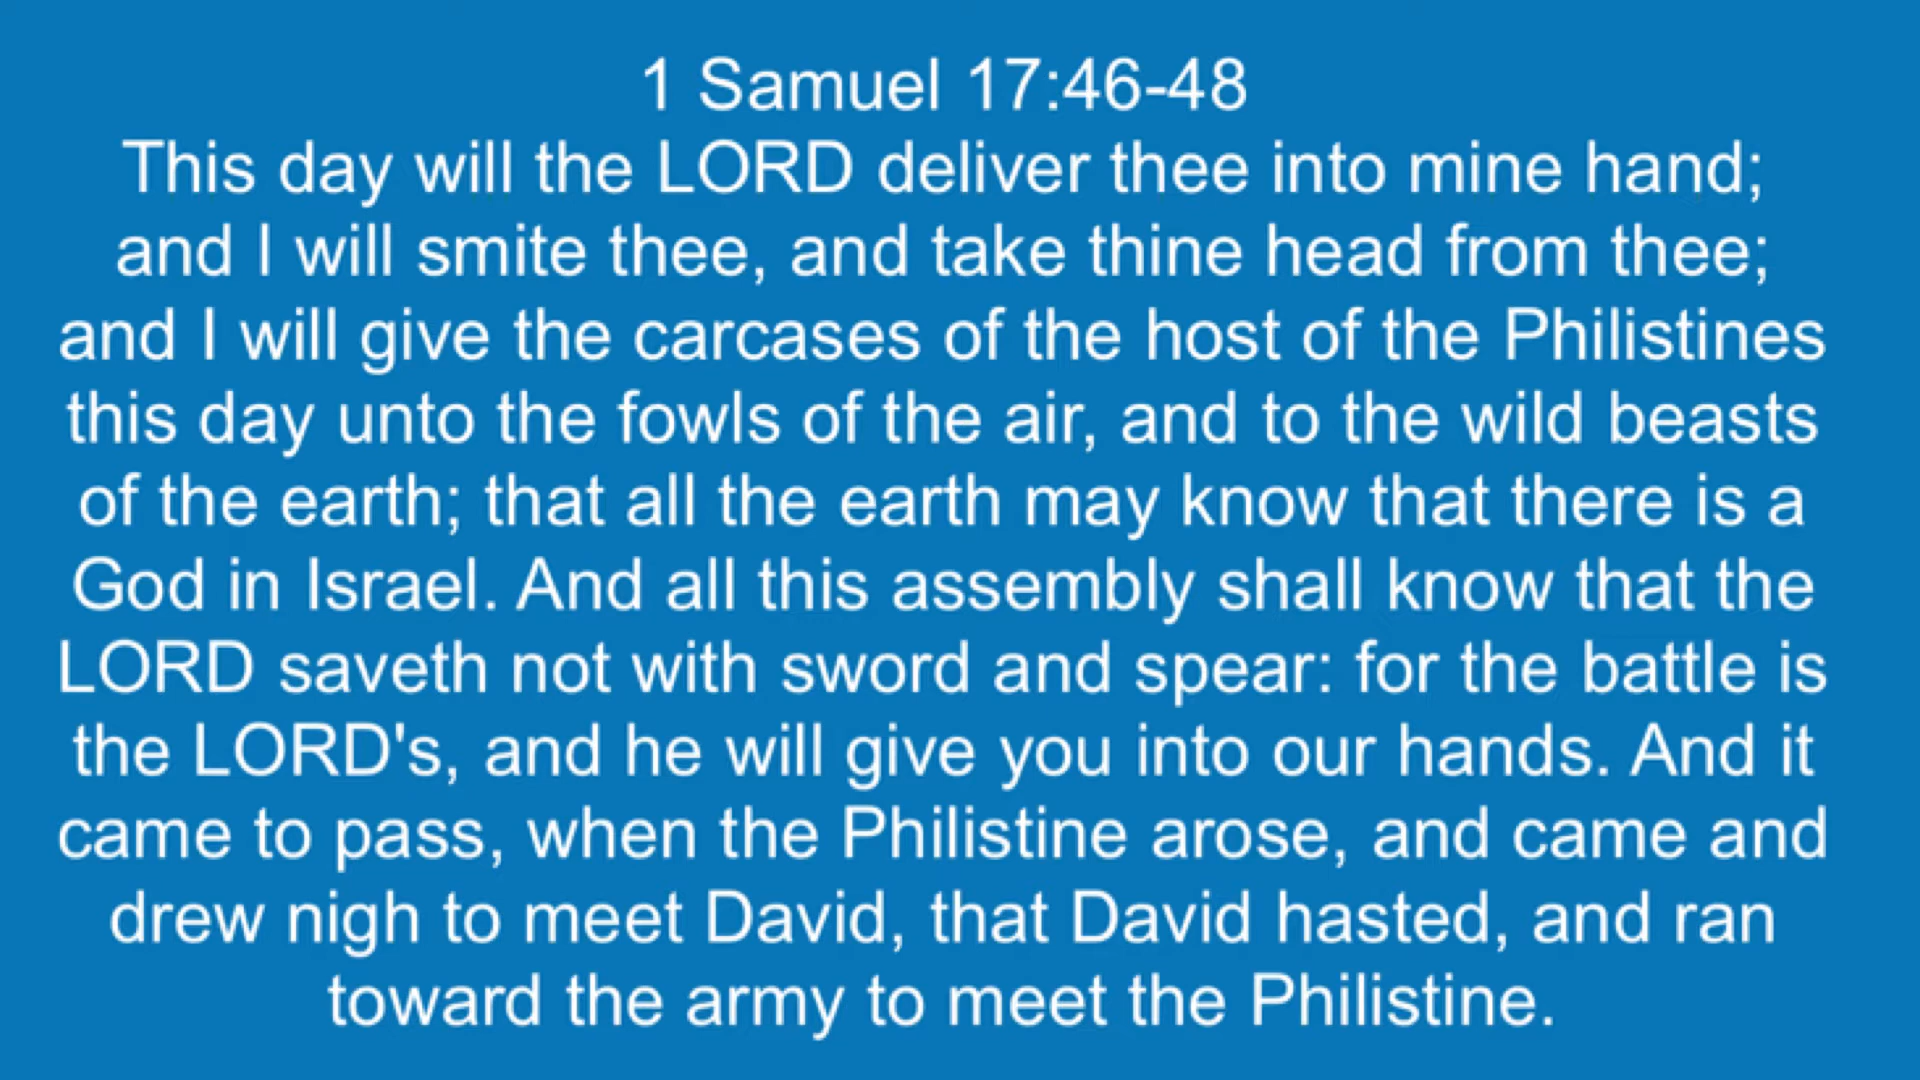 1 Samuel 17:46-48
This day will the LORD deliver thee into mine hand;
and I will smite thee, and take thine head from thee;
and I will give the carcases of the host of the Philistines
this day unto the fowls of the air, and to the wild beasts
of the earth; that all the earth may know that there is a
God in Israel. And all this assembly shall know that the
LORD saveth not with sword and spear: for the battle is
the LORD's, and he will give you into our hands. And it
came to pass, when the Philistine arose, and came and
drew nigh to meet David, that David hasted, and ran
toward the army to meet the Philistine.